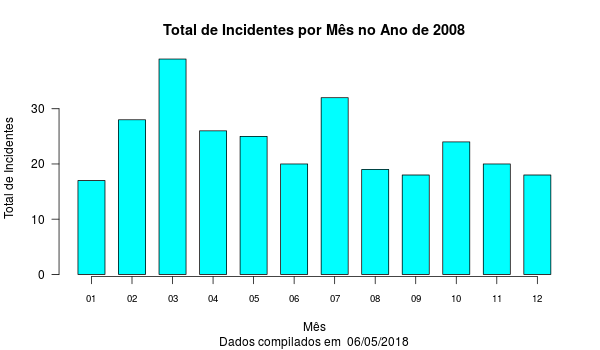 Total de Incidentes por Mês no Ano de 2008
Total de Incidentes
30
20
10
0
01 02 03 04 05 06 07 08 09 10 11 12
Mês
Dados compilados em  06/05/2018